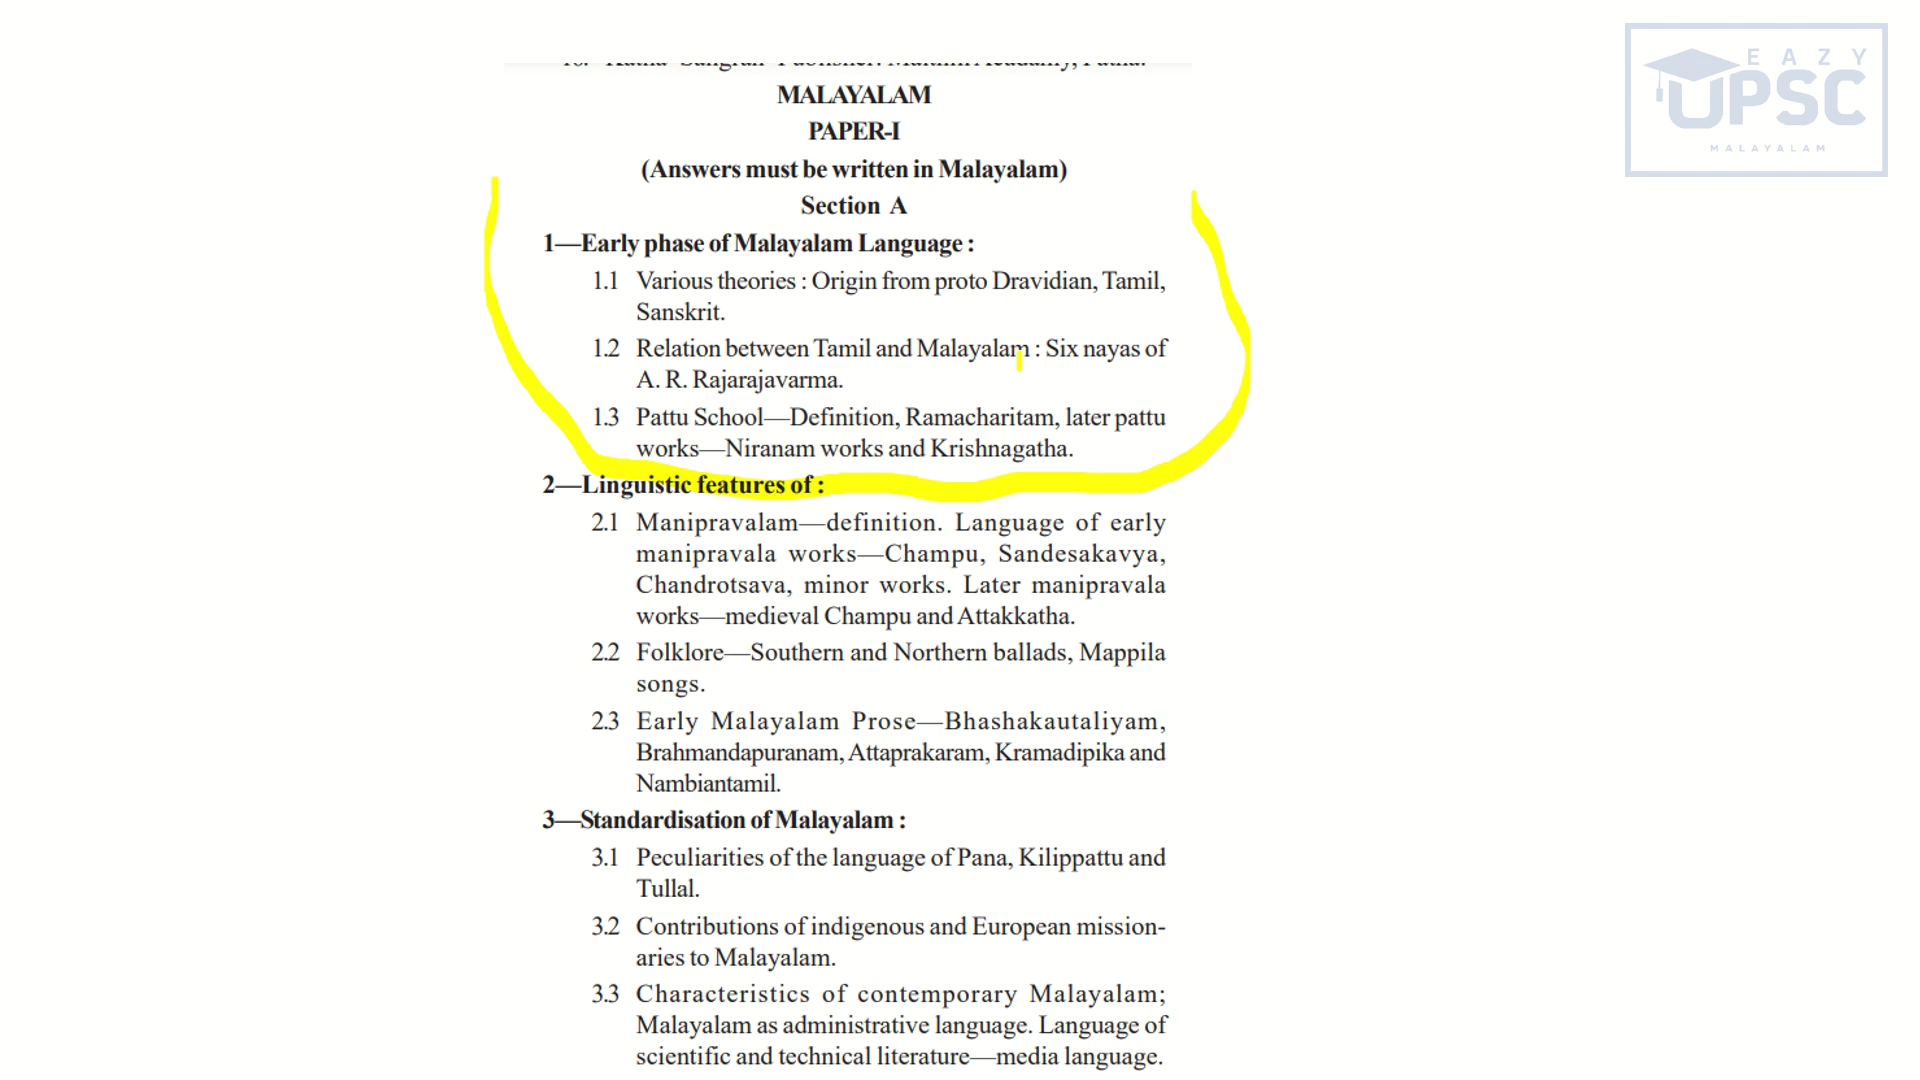 EAZY
UPSC
MALAYALAM
MALAYALAM
PAPER-I
(Answers must be written in Malayalam)
Section A
1—Early phase of Malayalam Language :
1.1 Various theories : Origin from proto Dravidian, Tamil,
Sanskrit.
1.2 Relation between Tamil and Malayalam : Six nayas of
A. R. Rajarajavarma.
1.3 Pattu School—Definition, Ramacharitam, later pattu
works—Niranam works and Krishnagatha.
2—Linguistic features of :
2.1 Manipravalam—definition. Language of early
manipravala works—Champu, Sandesakavya,
Chandrotsava, minor works. Later manipravala
works—medieval Champu and Attakkatha.
2.2 Folklore—Southern and Northern ballads, Mappila
songs.
2.3 Early Malayalam Prose—Bhashakautaliyam,
Brahmandapuranam, Attaprakaram, Kramadipika and
Nambiantamil.
3—Standardisation of Malayalam :
3.1 Peculiarities of the language of Pana, Kilippattu and
Tullal.
3.2 Contributions of indigenous and European mission-
aries to Malayalam.
3.3 Characteristics of contemporary Malayalam;
Malayalam as administrative language. Language of
scientific and technical literature—media language.